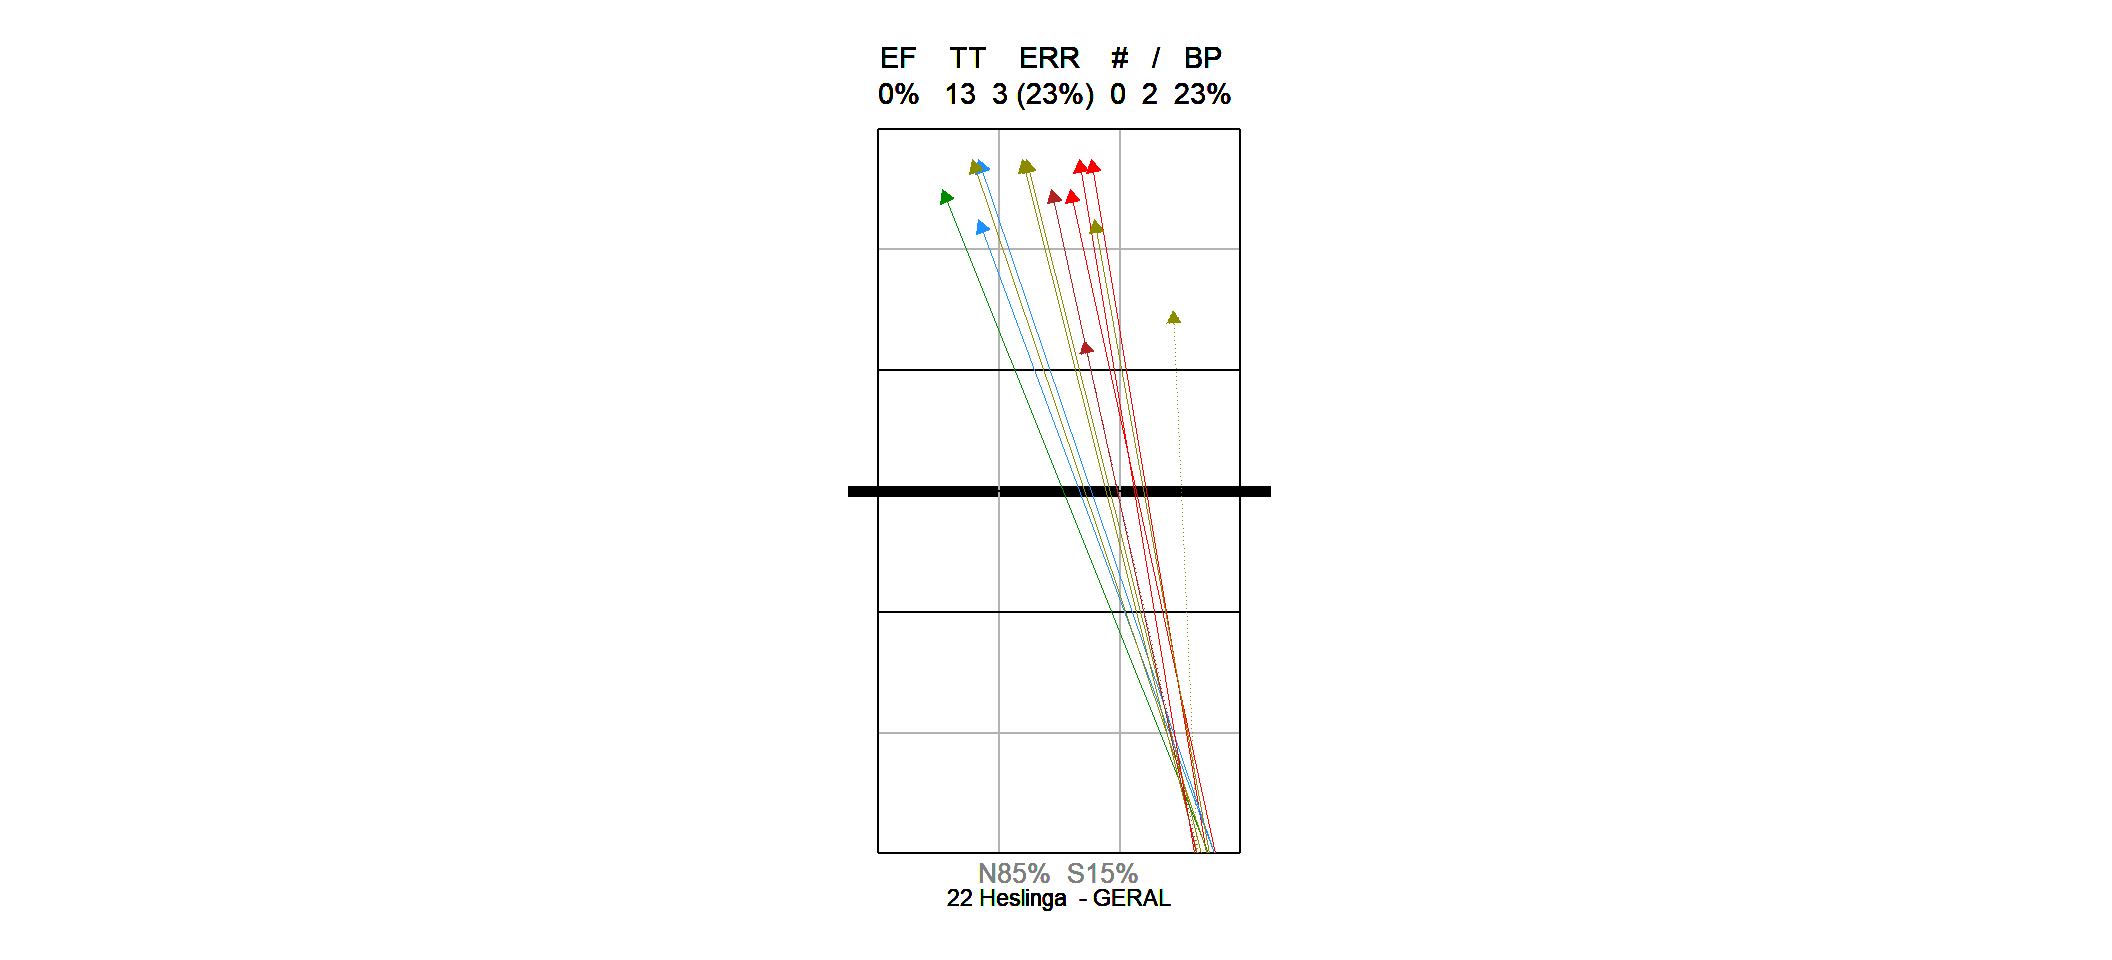 EF TT ERR # / BP
0% 13 3 (23%) 0 2 23%
N85% S15%
22 Heslinga - GERAL